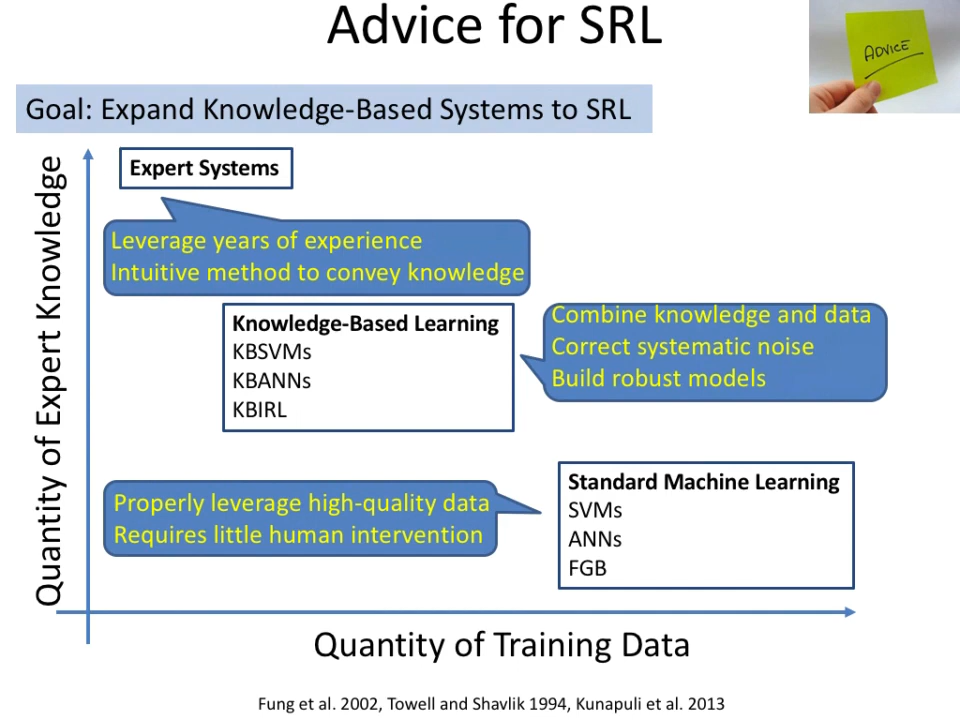 Advice for SRL
ADVICE
Goal: Expand Knowledge-Based Systems to SRL
Quantity of Expert Knowledge
Expert Systems
Leverage years of experience
Intuitive method to convey knowledge
Knowledge-Based Learning
KBSVMs
KBANNs
KBIRL
Combine knowledge and data
Correct systematic noise
Build robust models
Properly leverage high-quality data
Requires little human intervention
Standard Machine Learning
SVMs
ANNs
FGB
Quantity of Training Data
Fung et al. 2002, Towell and Shavlik 1994, Kunapuli et al. 2013